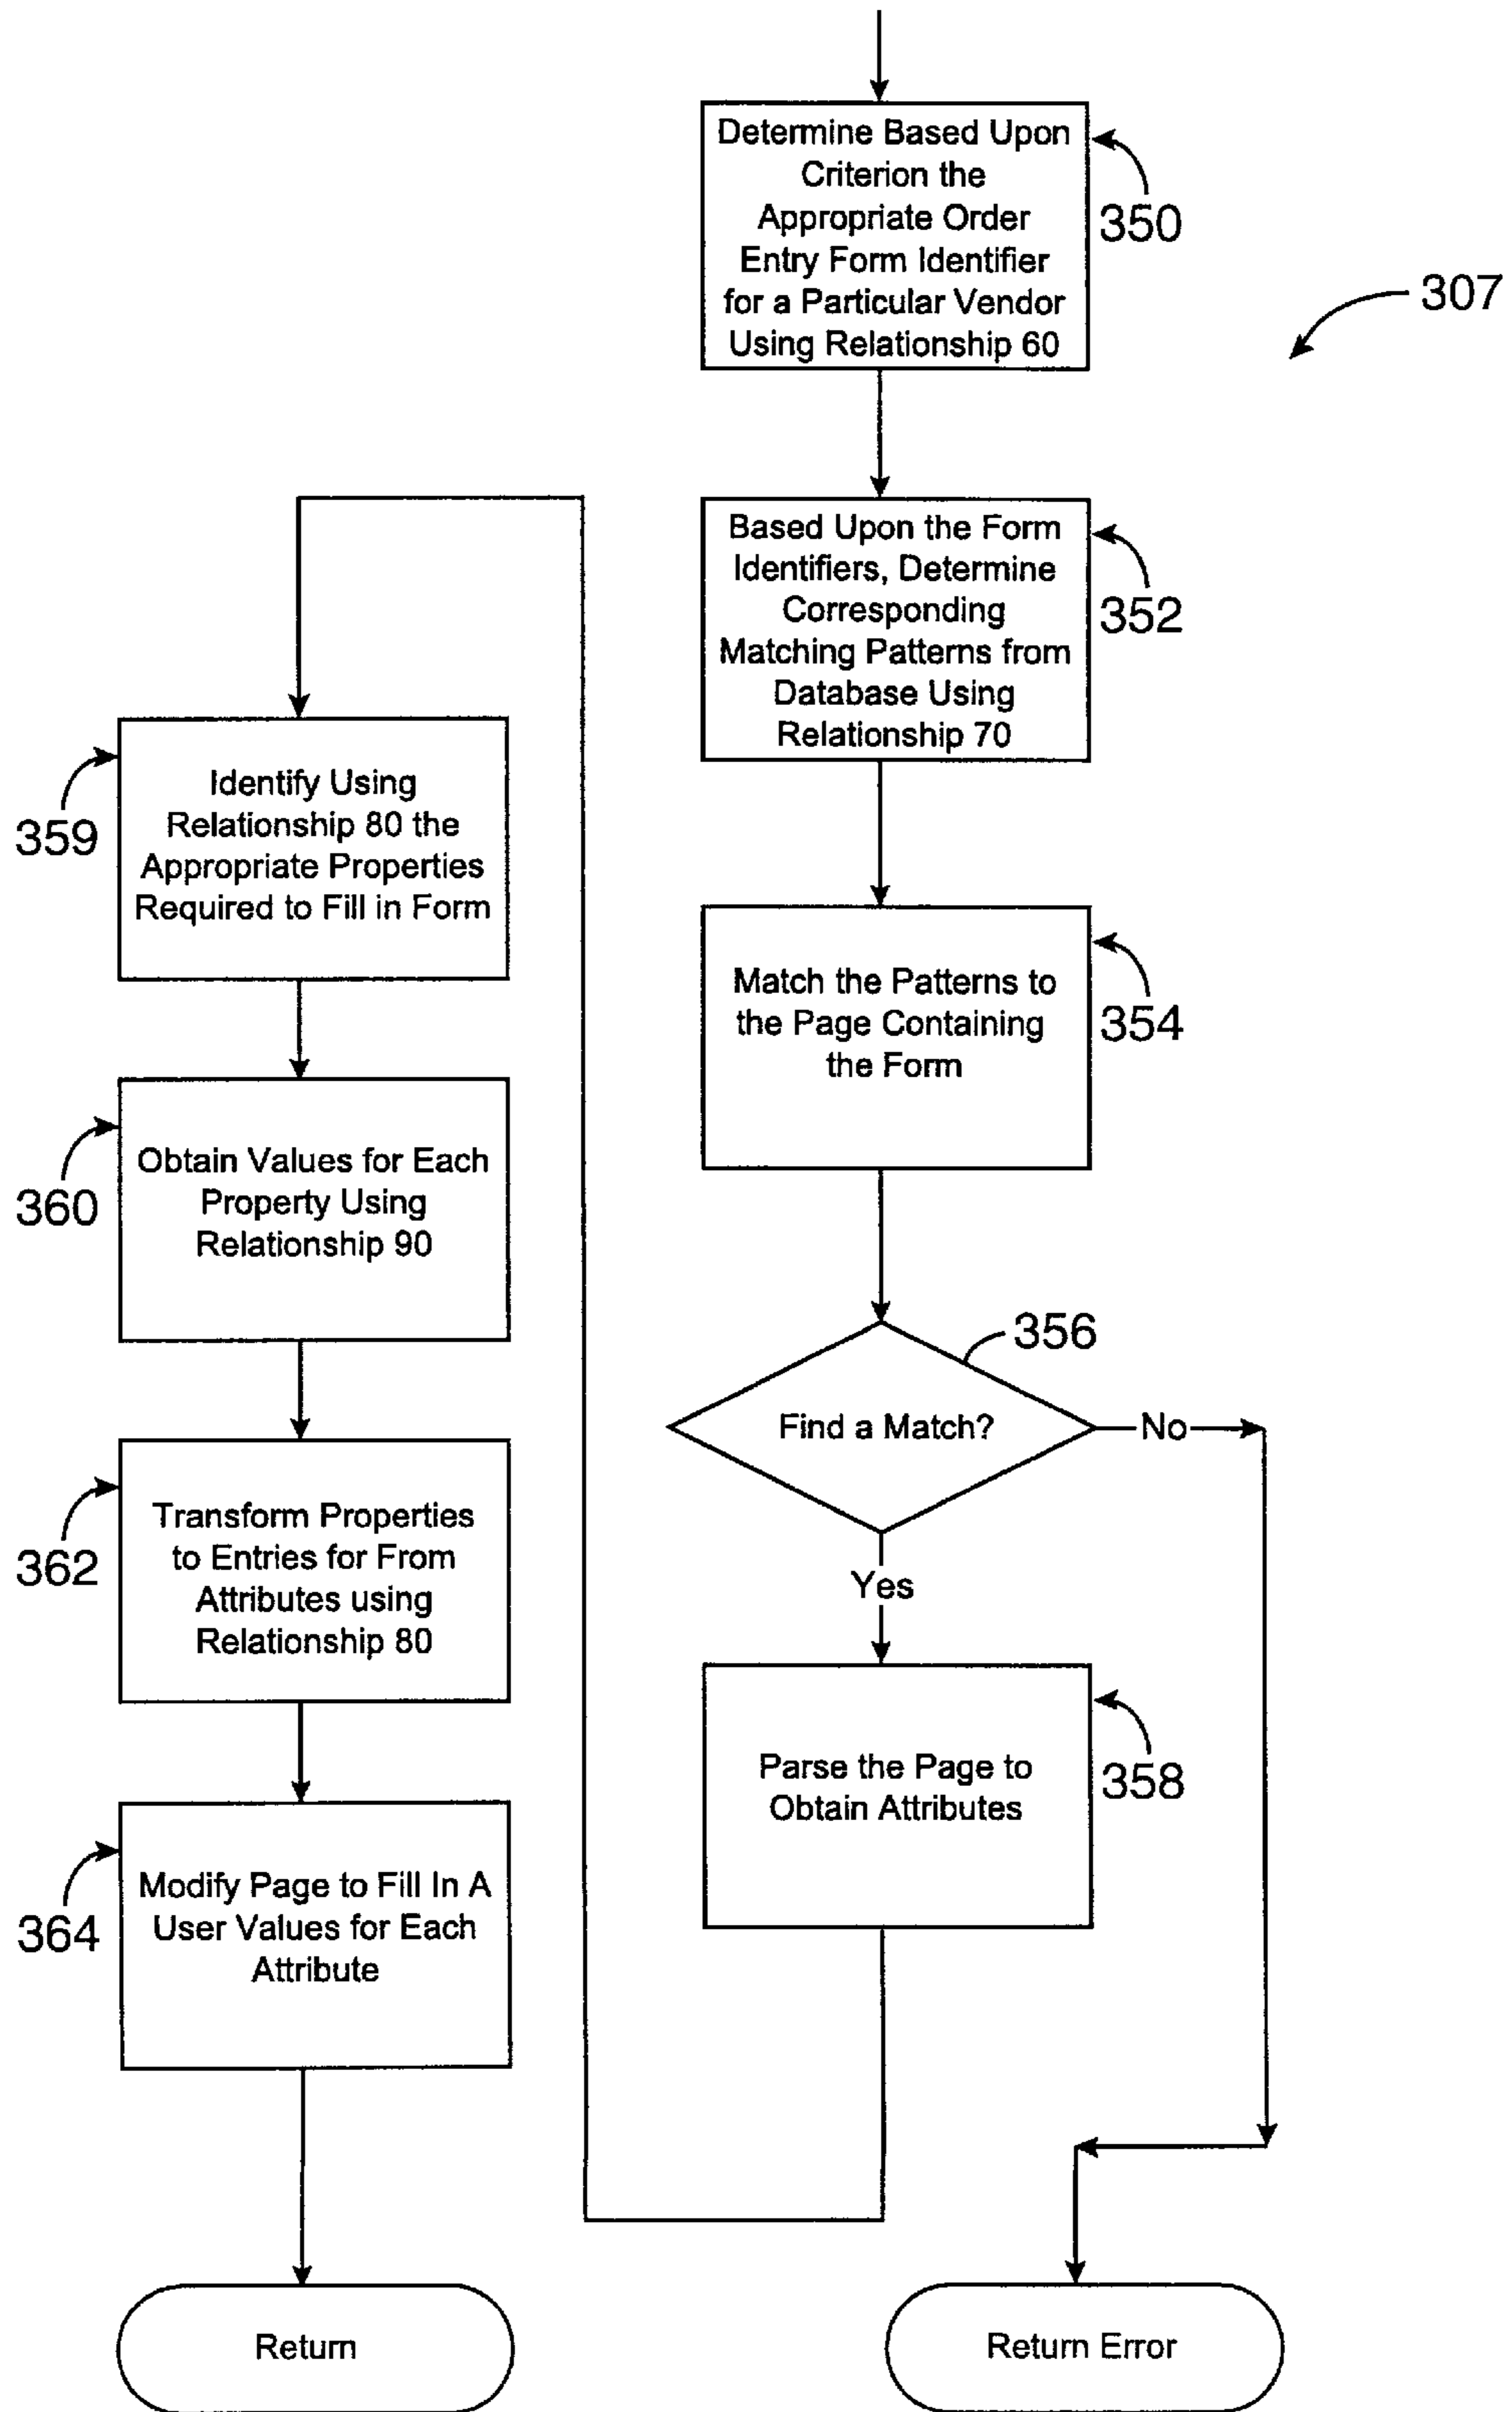 Determine Based Upon
Criterion the
Appropriate Order
Entry Form Identifier
for a Particular Vendor
Using Relationship 60
350
307
Based Upon the Form
Identifiers, Determine
Corresponding
Matching Patterns from
Database Using
Relationship 70
352
Match the Patterns to
the Page Containing
the Form
354
Find a Match?
356
No
Yes
Parse the Page to
Obtain Attributes
358
Identify Using
Relationship 80 the
Appropriate Properties
Required to Fill in Form
359
Obtain Values for Each
Property Using
Relationship 90
360
Transform Properties
to Entries for From
Attributes using
Relationship 80
362
Modify Page to Fill In A
User Values for Each
Attribute
364
Return
Return Error